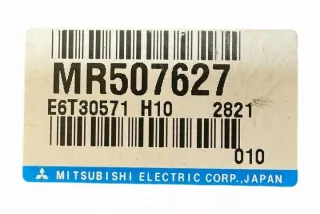 MR507627
E6T30571 H10 2821
010
MITSUBISHI ELECTRIC CORP.,JAPAN